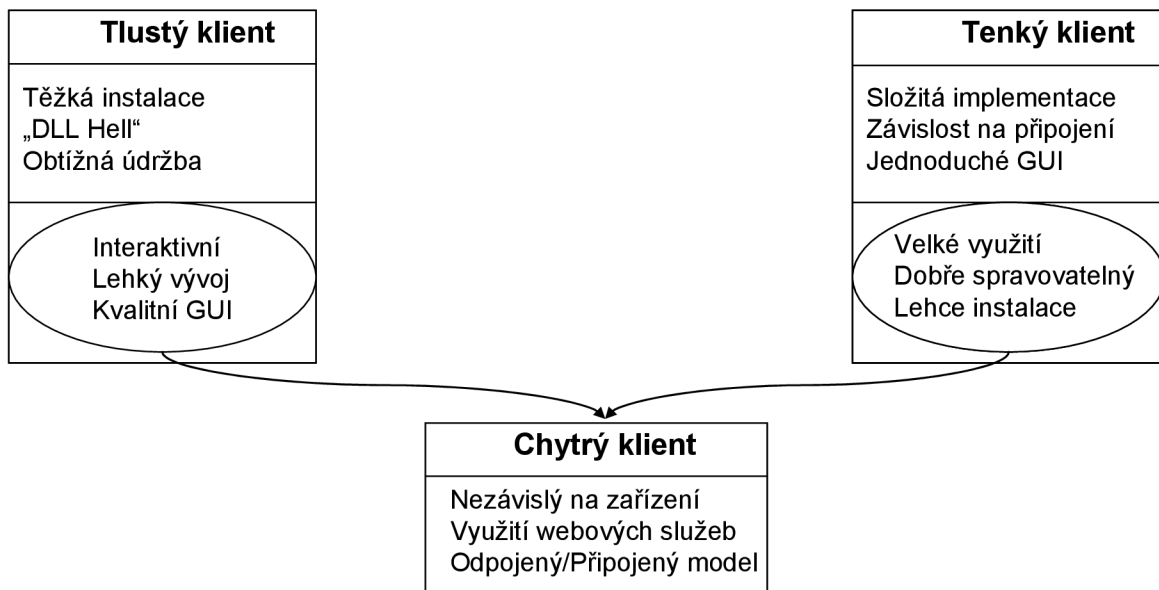 Tlustý klient
Těžká instalace
„DLL Hell“
Obtížná údržba
Interaktivní
Lehký vývoj
Kvalitní GUI
Tenký klient
Složitá implementace
Závislost na připojení
Jednoduché GUI
Velké využití
Dobře spravovatelný
Lehce instalace
Chytrý klient
Nezávislý na zařízení
Využití webových služeb
Odpojený/Připojený model